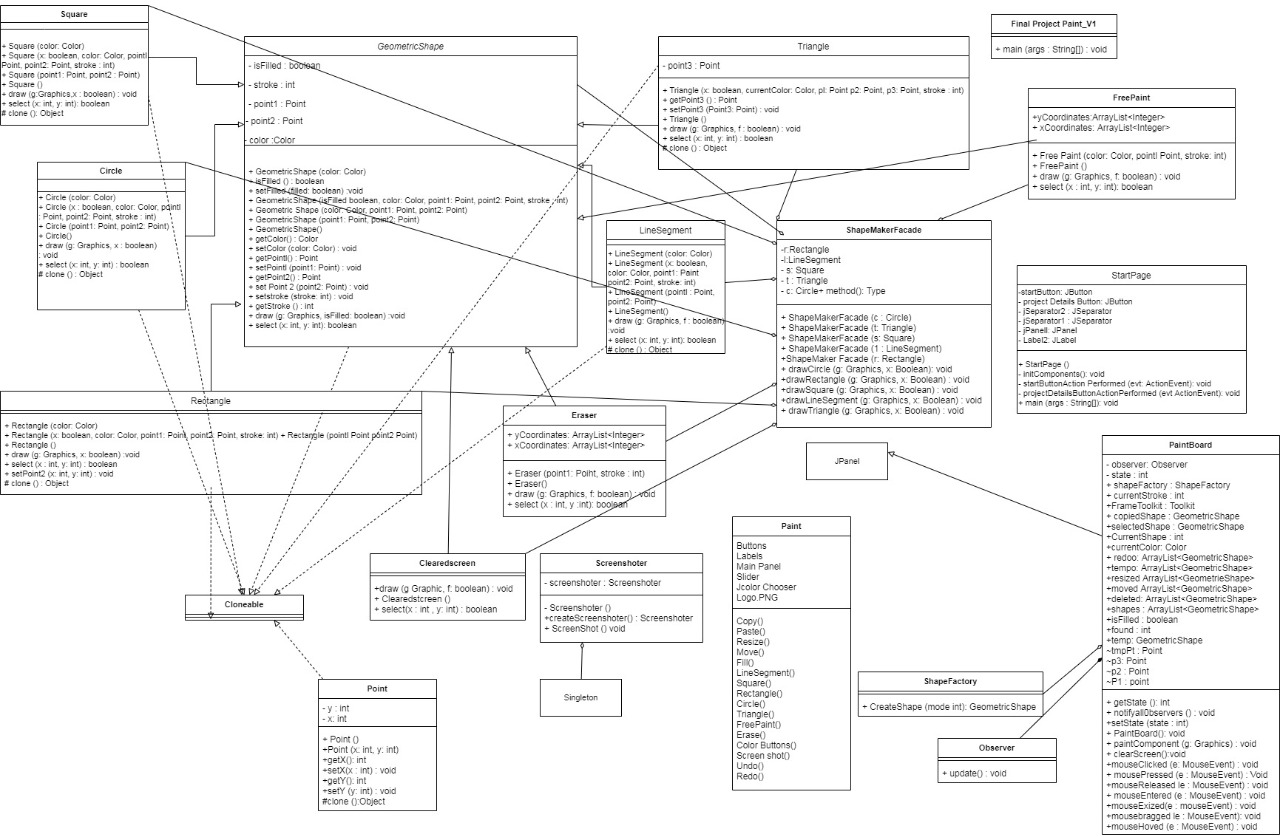 Square
+ Square (color: Color)
+ Square (x: boolean, color: Color, pointl
Point, point2: Point, stroke : int)
+ Square (point1: Point, point2 : Point)
+ Square ()
+ draw (g:Graphics,x : boolean) : void
+ select (x: int, y: int): boolean
# clone (): Object
Circle
+ Circle (color: Color)
+ Circle (x : boolean, color: Color, pointl
: Point, point2: Point, stroke : int)
+ Circle (point1: Point, point2: Point)
+ Circle()
+ draw (g: Graphics, x : boolean)
: void
+ select (x: int, y: int): boolean
# clone () : Object
GeometricShape
- isFilled : boolean
- stroke : int
- point1 : Point
- point2 : Point
- color :Color
+ GeometricShape (color: Color)
+ isFilled () : boolean
+ setFilled (filled: boolean) :void
+ GeometricShape (isFilled boolean, color: Color, point1: Point, point2: Point, stroke , int)
+ Geometric Shape (color: Color, point1: Point, point2: Point)
+ GeometricShape (point1: Point, point2: Point)
+ GeometricShape()
+ getColor() : Color
+ setColor (color: Color) : void
+ getPointl() : Point
+ setPointl (point1: Point) : void
+ getPoint2() : Point
+ set Point 2 (point2: Point) : void
+ setstroke (stroke: int) : void
+ getStroke () : int
+ draw (g: Graphics, isFilled: boolean) :void
+ select (x: int, y: int): boolean
Triangle
- point3 : Point
+ Triangle (x: boolean, currentColor: Color, pl: Point p2: Point, p3: Point, stroke : int)
+ getPoint3 () : Point
+ setPoint3 (Point3: Point) : void
+ Triangle ()
+ draw (g: Graphics, f : boolean) : void
+ select (x: int, y: int): boolean
# clone () : Object
Final Project Paint_V1
+ main (args : String[]) : void
FreePaint
+yCoordinates:ArrayList<Integer>
+ xCoordinates: ArrayList<Integer>
+ Free Paint (color: Color, pointl Point, stroke: int)
+ FreePaint ()
+ draw (g: Graphics, f: boolean) : void
+ select (x : int, y: int): boolean
LineSegment
+ LineSegment (color: Color)
+ LineSegment (x: boolean,
color: Color, point1: Paint
point2: Point, stroke: int)
+ LineSegment (pointl : Point,
point2: Point)
+ LineSegment()
+ draw (g: Graphics, f : boolean)
:void
+ select (x: int, y: int): boolean
# clone () : Object
ShapeMakerFacade
-r:Rectangle
-l:LineSegment
- s: Square
- t : Triangle
- c: Circle+ method(): Type
+ ShapeMakerFacade (c : Circle)
+ ShapeMakerFacade (t: Triangle)
+ ShapeMakerFacade (s: Square)
+ ShapeMakerFacade (1 : LineSegment)
+ShapeMaker Facade (r: Rectangle)
+ drawCircle (g: Graphics, x: Boolean): void
+drawRectangle (g: Graphics, x: Boolean) : void
+drawSquare (g: Graphics, x: Boolean) : void
+drawLineSegment (g: Graphics, x: Boolean) : void
+ drawTriangle (g: Graphics, x: Boolean) : void
StartPage
-startButton: JButton
- project Details Button: JButton
- jSeparator2 : JSeparator
- jSeparator1 : JSeparator
- jPanell: JPanel
- Label2: JLabel
+ StartPage ()
- initComponents(): void
- startButtonAction Performed (evt: ActionEvent): void
- projectDetailsButtonActionPerformed (evt ActionEvent): void
+ main (args : String[]): void
Rectangle
+ Rectangle (color: Color)
+ Rectangle (x: boolean, color: Color, point1: Point, point2: Point, stroke: int) + Rectangle (pointl Point point2 Point)
+ Rectangle ()
+ draw (g: Graphics, x: boolean) :void
+ select (x : int, y: int) : boolean
+ setPoint2 (x: int, y: int) : void
# clone () : Object
Eraser
+ yCoordinates: ArrayList<Integer>
+ xCoordinates: ArrayList<Integer>
+ Eraser (point1: Point, stroke : int)
+ Eraser()
+ draw (g: Graphics, f: boolean) : void
+ select (x : int, y :int): boolean
JPanel
PaintBoard
- observer: Observer
- state : int
+ shapeFactory : ShapeFactory
+ currentStroke : int
+FrameToolkit : Toolkit
+ copiedShape : GeometricShape
+selectedShape : GeometricShape
+CurrentShape : int
+currentColor: Color
+ redoo: ArrayList<GeometricShape>
+tempo: ArrayList<GeometricShape>
+resized ArrayList<GeometrieShape>
+moved ArrayList<GeometricShape>
+deleted: ArrayList<GeometricShape>
+shapes : ArrayList<GeometricShape>
+isFilled : boolean
+found : int
+temp: GeometricShape
~tmpPt : Point
~p3: Point
~p2 : Point
~P1 : point
+ getState (): int
+ notifyall0bservers () : void
+setState (state : int)
+ PaintBoard(): void
+ paintComponent (g: Graphics) : void
+ clearScreen():void
+mouseClicked (e: MouseEvent) : void
+ mousePressed (e : MouseEvent) : Void
+mouseReleased le : MouseEvent) : void
+ mouseEntered (e : MouseEvent) : void
+mouseExized(e : mouseEvent) : void
+mousebragged le : MouseEvent): void
+mouseHoved (e : MouseEvent) : void
Clearedscreen
+draw (g Graphic, f: boolean) : void
+ Clearedstcreen ()
+ select(x : int , y: int) : boolean
Screenshoter
- screenshoter : Screenshoter
- Screenshoter ()
+createScreenshoter() : Screenshoter
+ ScreenShot () void
Singleton
Paint
Buttons
Labels
Main Panel
Slider
Jcolor Chooser
Logo.PNG
Copy()
Paste()
Resize()
Move()
Fill()
LineSegment()
Square()
Rectangle()
Circle()
Triangle()
FreePaint()
Erase()
Color Buttons()
Screen shot()
Undo()
Redo()
Cloneable
Point
- y : int
- x: int
+ Point ()
+Point (x: int, y: int)
+getX(): int
+setX(x : int) : void
+getY(): int
+setY (y: int) : void
#clone ():Object
ShapeFactory
+ CreateShape (mode int): GeometricShape
Observer
+ update() : void